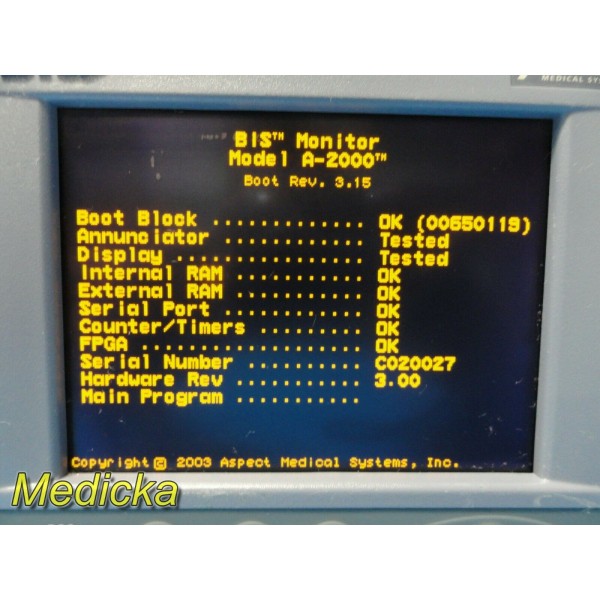 MEDICAL SY
BIS™ Monitor
Model A-2000™
Boot Rev. 3.15
Boot Block .............. OK (00650119)
Annunciator ............ Tested
Display ................ Tested
Internal RAM ........... OK
External RAM ........... OK
Serial Port ............ OK
Counter/Timers ......... OK
FPGA ................... OK
Serial Number .......... C020027
Hardware Rev ........... 3.00
Main Program ...........
Copyright © 2003 Aspect Medical Systems, Inc.
Medicka